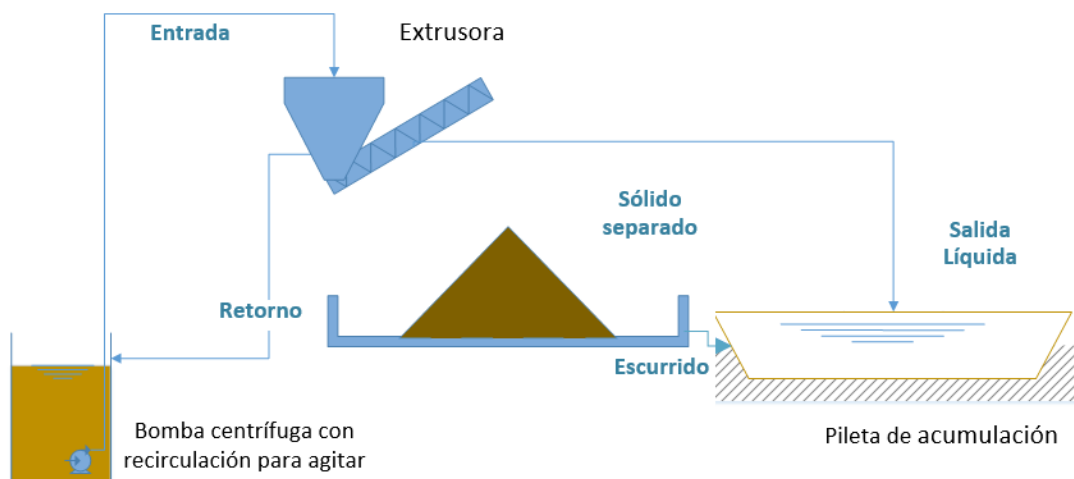 Entrada
Extrusora
Sólido
separado
Salida
Líquida
Retorno
Escurrido
Bomba centrífuga con
recirculación para agitar
Pileta de acumulación